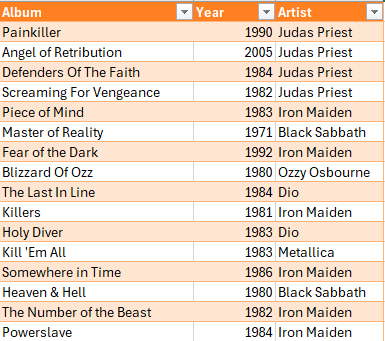 Album Year Artist
Painkiller 1990 Judas Priest
Angel of Retribution 2005 Judas Priest
Defenders Of The Faith 1984 Judas Priest
Screaming For Vengeance 1982 Judas Priest
Piece of Mind 1983 Iron Maiden
Master of Reality 1971 Black Sabbath
Fear of the Dark 1992 Iron Maiden
Blizzard Of Ozz 1980 Ozzy Osbourne
The Last In Line 1984 Dio
Killers 1981 Iron Maiden
Holy Diver 1983 Dio
Kill 'Em All 1983 Metallica
Somewhere in Time 1986 Iron Maiden
Heaven & Hell 1980 Black Sabbath
The Number of the Beast 1982 Iron Maiden
Powerslave 1984 Iron Maiden